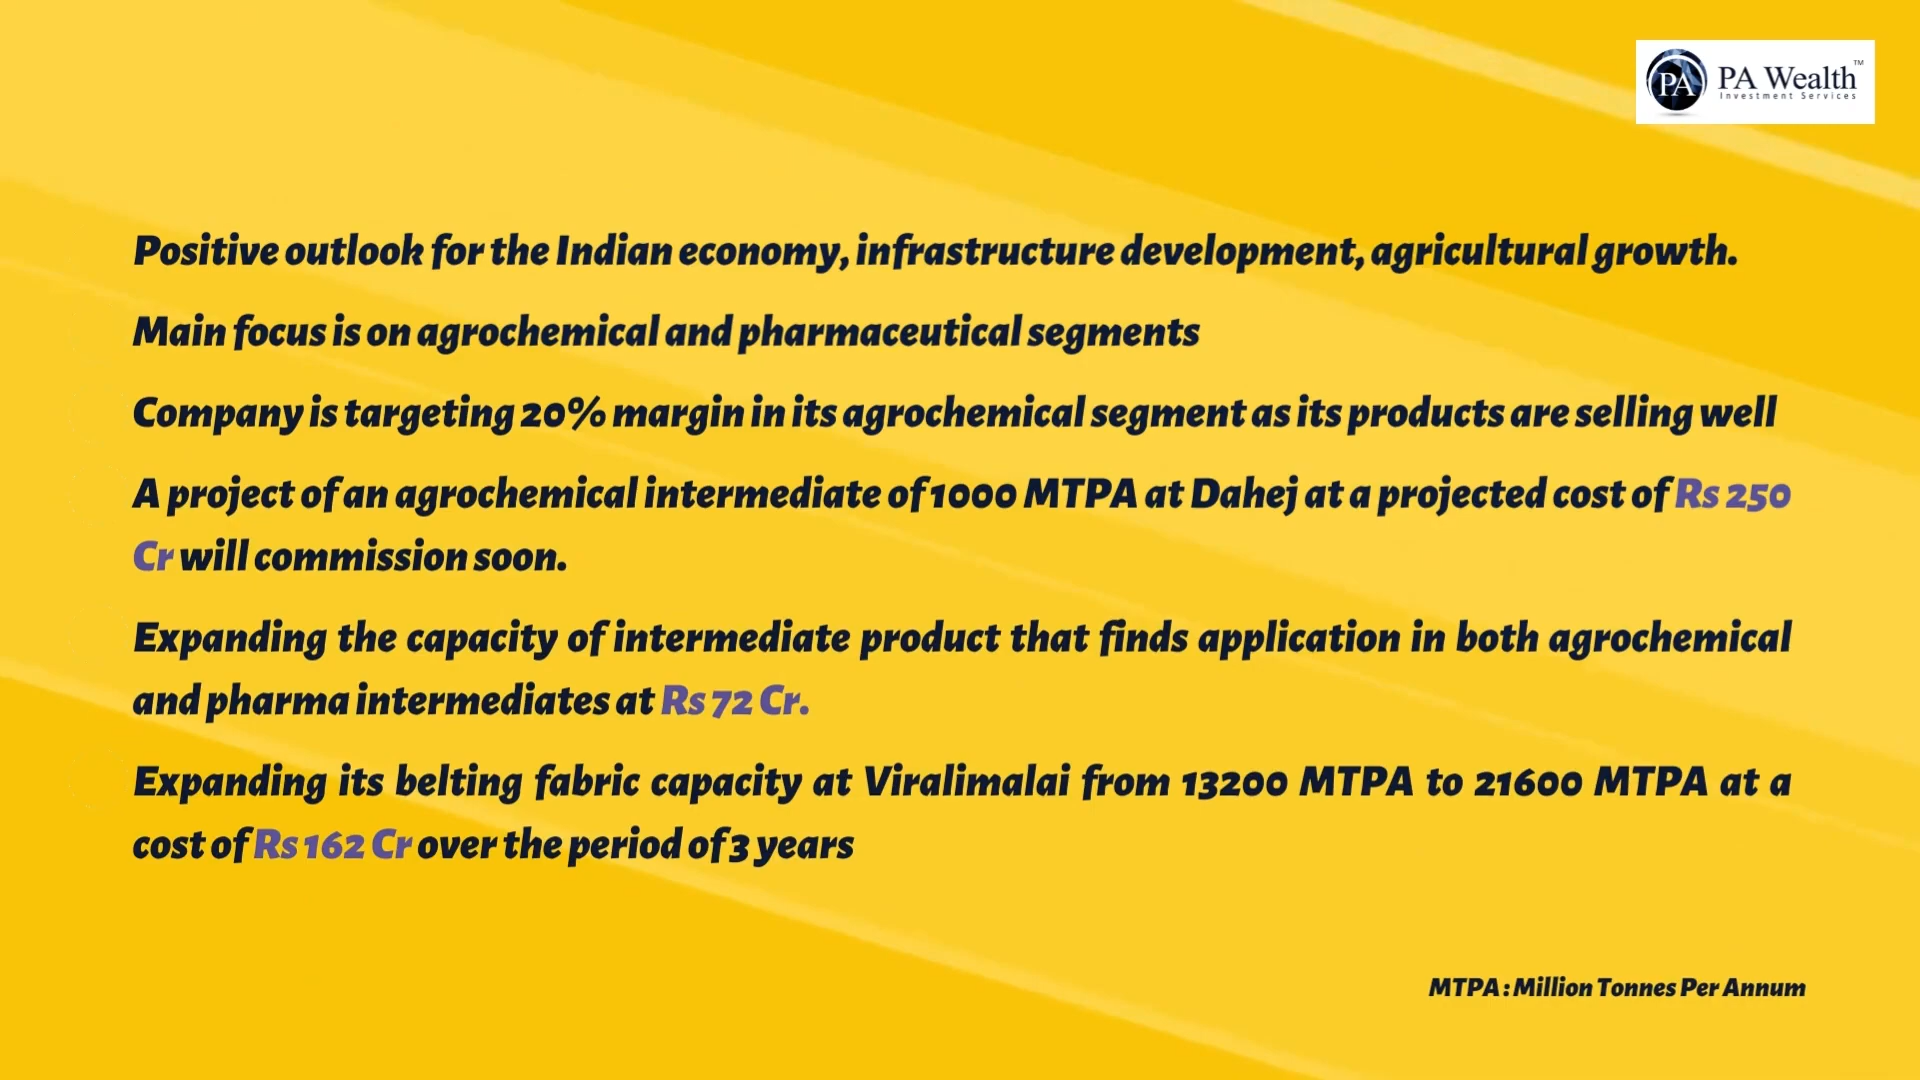 PA
PA Wealth™
Investment Services
Positive outlook for the Indian economy, infrastructure development, agricultural growth.
Main focus is on agrochemical and pharmaceutical segments
Company is targeting 20% margin in its agrochemical segment as its products are selling well
A project of an agrochemical intermediate of 1000 MTPA at Dahej at a projected cost of Rs 250
Cr will commission soon.
Expanding the capacity of intermediate product that finds application in both agrochemical
and pharma intermediates at Rs 72 Cr.
Expanding its belting fabric capacity at Viralimalai from 13200 MTPA to 21600 MTPA at a
cost of Rs 162 Cr over the period of 3 years
MTPA : Million Tonnes Per Annum